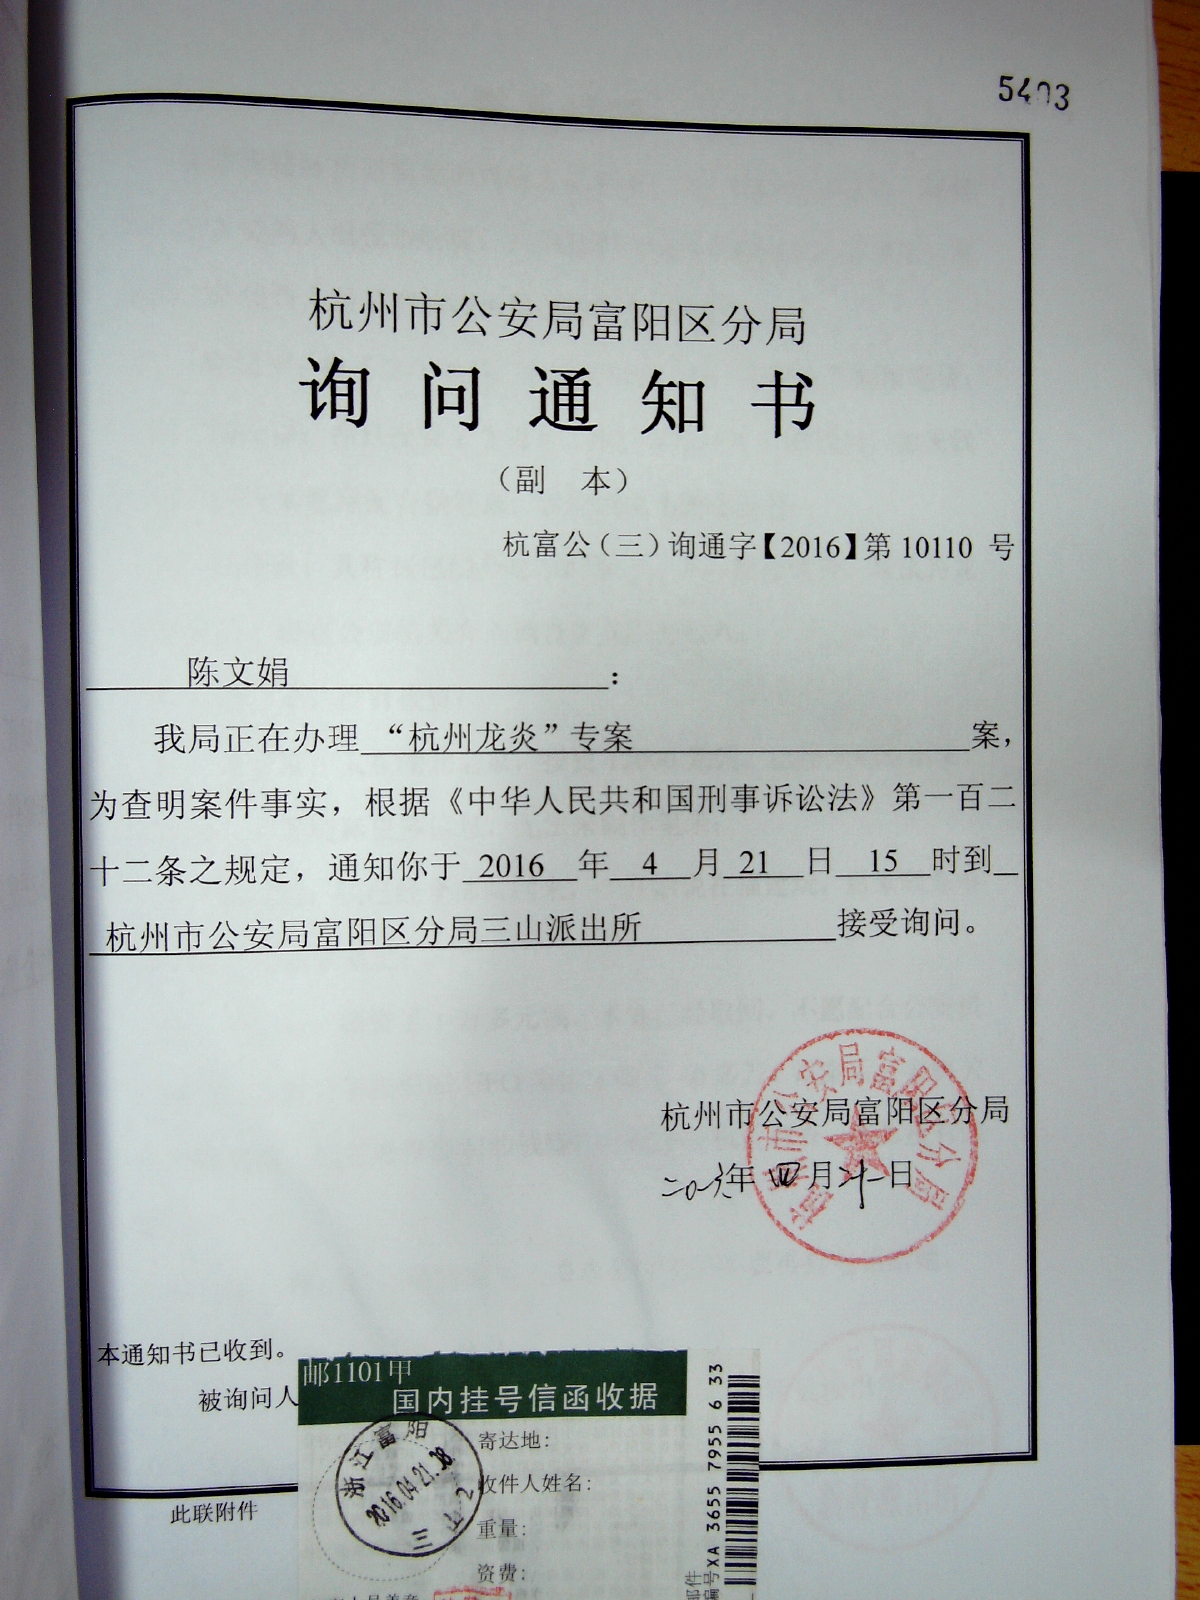 5403
杭州市公安局富阳区分局
询问通知书
（副 本）
杭富公（三）询通字【2016】第 10110 号
陈文娟：
我局正在办理“杭州龙炎”专案案，
为查明案件事实，根据《中华人民共和国刑事诉讼法》第一百二
十二条之规定，通知你于 2016 年 4 月 21 日 15 时到
杭州市公安局富阳区分局三山派出所 接受询问。
杭州市公安局富阳区分局
杭州市公安局富阳区分局
二〇一六年四月廿一日
本通知书已收到。
被询问人
邮1101甲
国内挂号信函收据
浙江富阳
2016.04.21.
三山
2
寄达地：
收件人姓名：
重量：
资费：
邮件
编号XA 3655 7955 6 33
此联附件